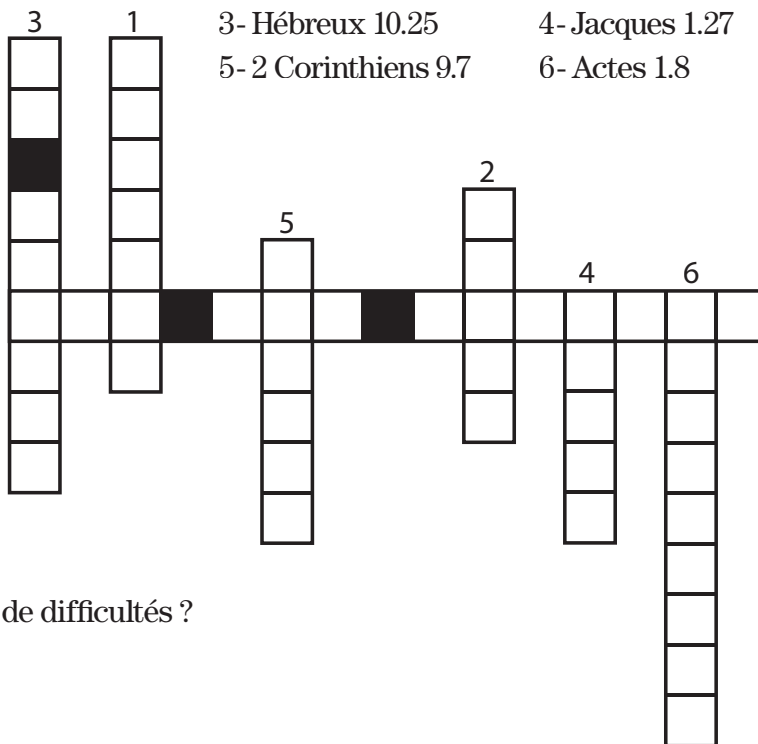 3 1 3- Hébreux 10.25 4- Jacques 1.27
5- 2 Corinthiens 9.7 6- Actes 1.8
2
5
4 6
de difficultés ?